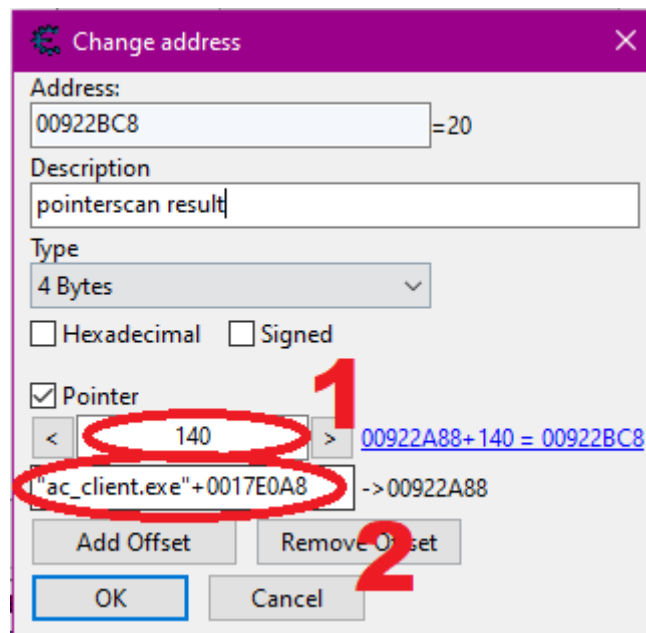 Change address
Address:
00922BC8 =20
Description
pointerscan result
Type
4 Bytes
Hexadecimal Signed
1
Pointer
< 140 > 00922A88+140 = 00922BC8
"ac_client.exe"+0017E0A8 ->00922A88
Add Offset Remove Offset
2
OK Cancel